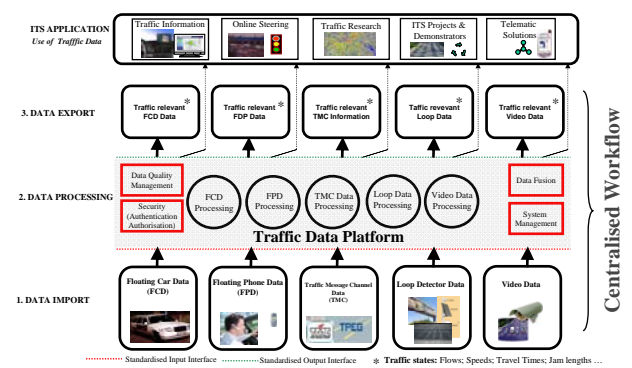 ITS APPLICATION
Use of Trafffic Data
Traffic Information
Online Steering
Traffic Research
ITS Projects &
Demonstrators
Telematic
Solutions
3. DATA EXPORT
Traffic relevant *
FCD Data
Traffic relevant *
FDP Data
Traffic relevant *
TMC Information
Traffic revevant *
Loop Data
Traffic relevant *
Video Data
2. DATA PROCESSING
Data Quality
Management
Security
(Authentication
Authorisation)
FCD
Processing
FPD
Processing
TMC Data
Processing
Loop Data
Processing
Video Data
Processing
Data Fusion
System
Management
Traffic Data Platform
Centralised Workflow
1. DATA IMPORT
Floating Car Data
(FCD)
Floating Phone Data
(FPD)
Traffic Message Channel
Data
(TMC)
TPEG
Loop Detector Data
Video Data
Standardised Input Interface
Standardised Output Interface
* Traffic states: Flows; Speeds; Travel Times; Jam lengths …